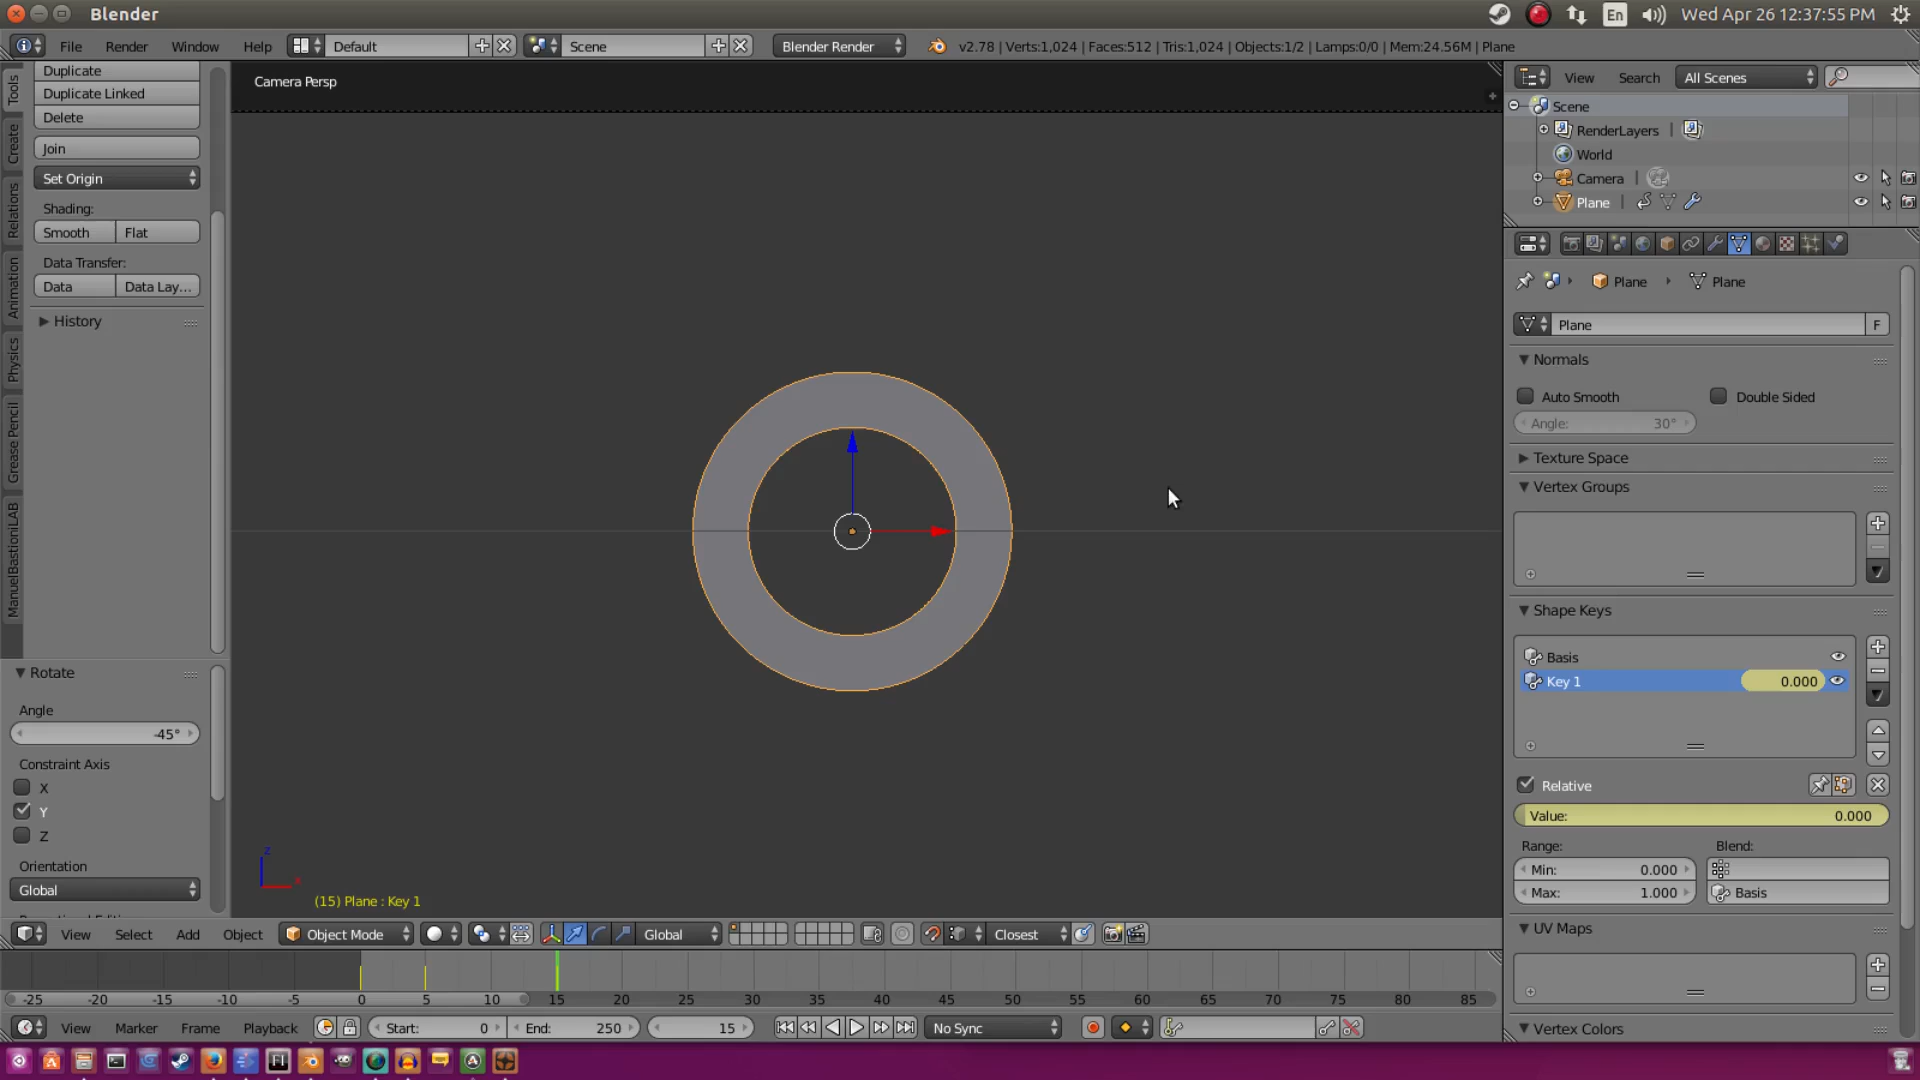 Blender
En
Wed Apr 26 12:37:55 PM
File
Render
Window
Help
Default
Scene
Blender Render
v2.78 | Verts:1,024 | Faces:512 | Tris:1,024 | Objects:1/2 | Lamps:0/0 | Mem:24.56M | Plane
Tools
Create
Relations
Animation
Physics
Grease Pencil
ManuelBastioniLAB
Duplicate
Duplicate Linked
Delete
Join
Set Origin
Shading:
Smooth
Flat
Data Transfer:
Data
Data Lay...
History
Rotate
Angle
-45°
Constraint Axis
X
Y
Z
Orientation
Global
Camera Persp
z
x
(15) Plane : Key 1
View
Select
Add
Object
Object Mode
Global
Closest
-25 -20 -15 -10 -5 0 5 10 15 20 25 30 35 40 45 50 55 60 65 70 75 80 85
View
Marker
Frame
Playback
Start: 0
End: 250
15
No Sync
View
Search
All Scenes
Scene
RenderLayers
World
Camera
Plane
Plane
Plane
Plane
F
Normals
Auto Smooth
Double Sided
Angle: 30°
Texture Space
Vertex Groups
Shape Keys
Basis
Key 1 0.000
Relative
Value: 0.000
Range:
Blend:
Min: 0.000
Max: 1.000
Basis
UV Maps
Vertex Colors